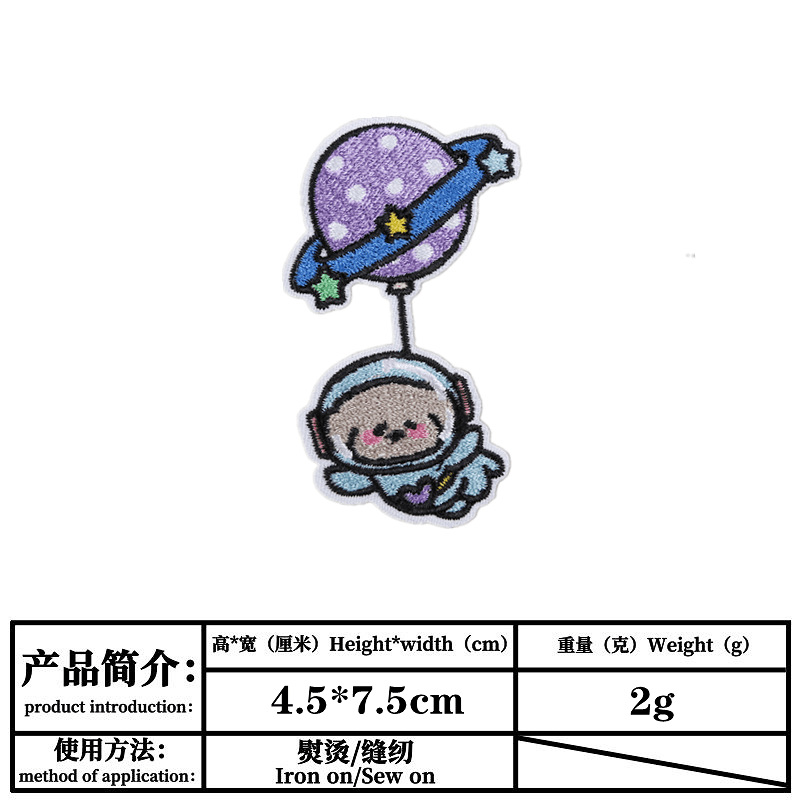 产品简介：
product introduction:
高*宽（厘米）Height*width（cm）
重量（克）Weight（g）
4.5*7.5cm
2g
使用方法：
method of application:
熨烫/缝纫
Iron on/Sew on